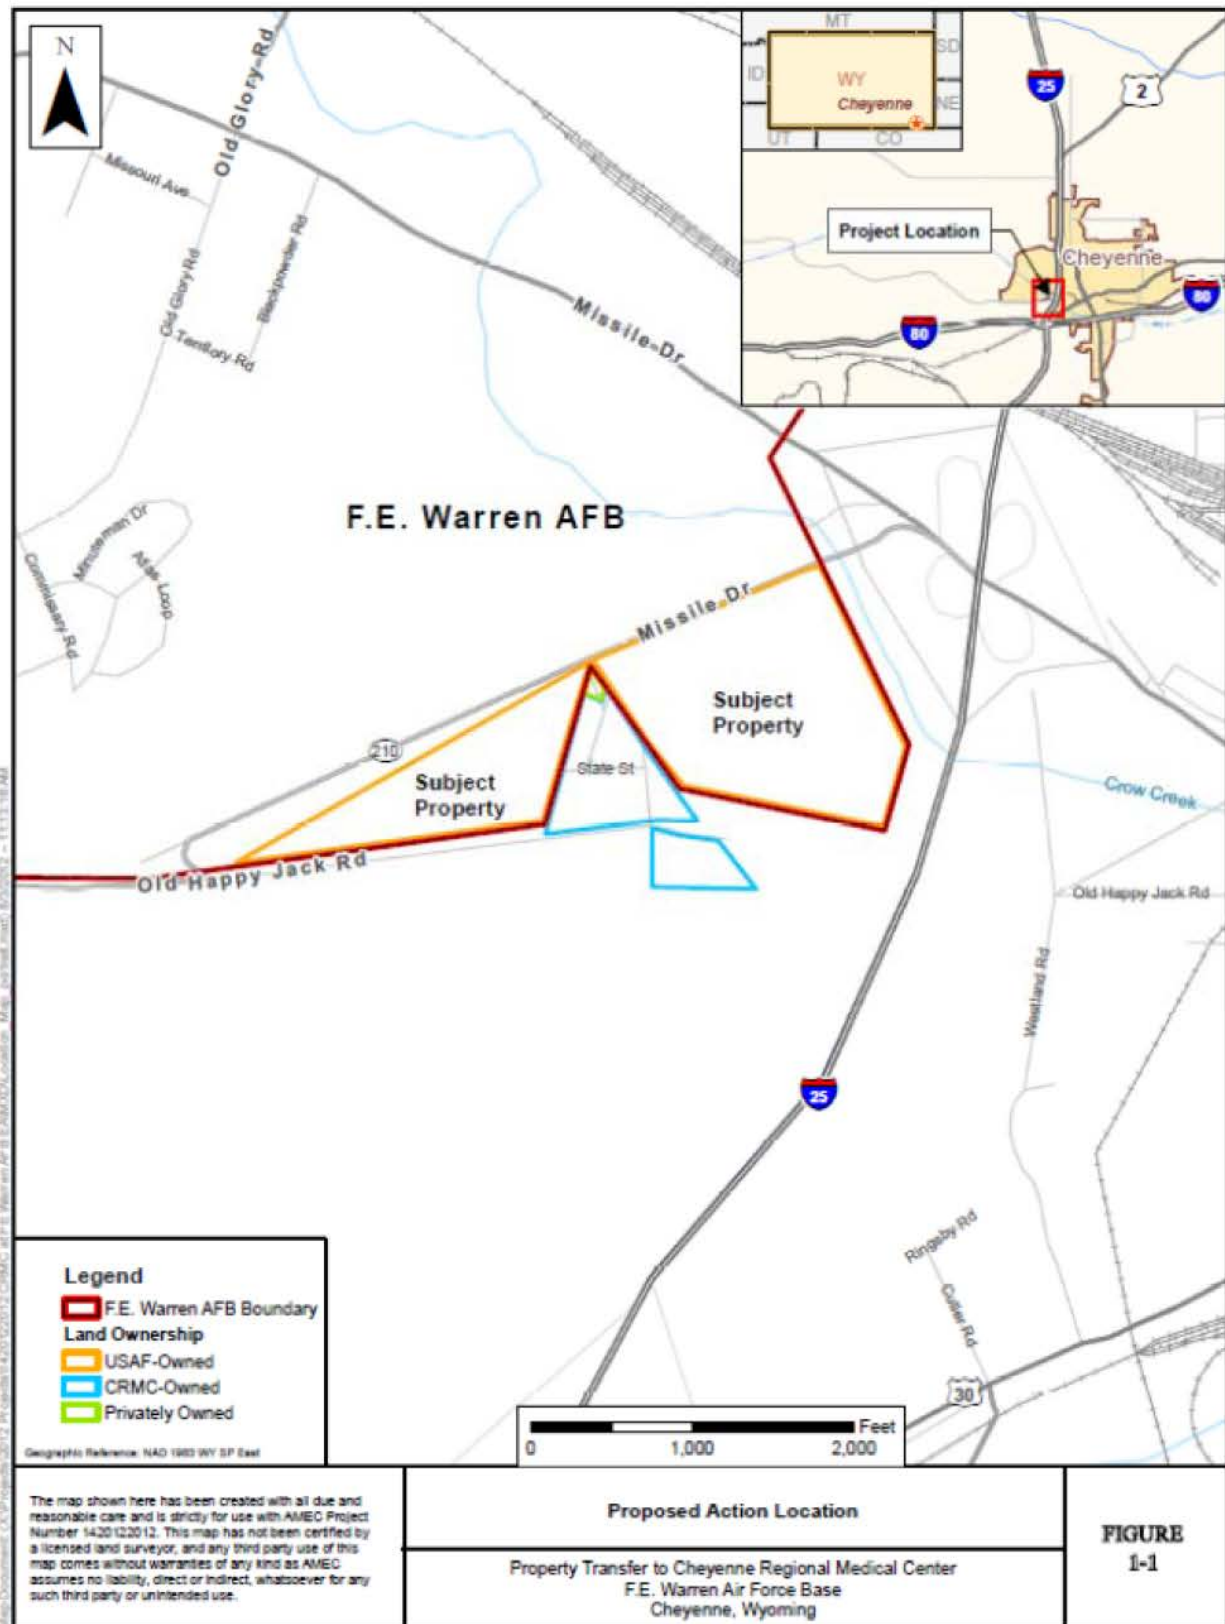 N
Old Glory Rd
Missouri Ave
Old Glory Rd
Blackpowder Rd
Territory Rd
Missile Dr
MT
SD
ID
WY
Cheyenne
NE
UT
CO
25
2
Project Location
Cheyenne
80
80
F.E. Warren AFB
Minuteman Dr
Atlas Loop
Commissary Rd
Missile Dr
Subject
Property
210
State St
Subject
Property
Crow Creek
Old Happy Jack Rd
Old Happy Jack Rd
Westland Rd
25
Ringsby Rd
Cutler Rd
30
Legend
F.E. Warren AFB Boundary
Land Ownership
USAF-Owned
CRMC-Owned
Privately Owned
Geographic Reference: NAD 1983 WY SP East
Feet
0 1,000 2,000
The map shown here has been created with all due and
reasonable care and is strictly for use with AMEC Project
Number 1420122012. This map has not been certified by
a licensed land surveyor, and any third party use of this
map comes without warranties of any kind as AMEC
assumes no liability, direct or indirect, whatsoever for any
such third party or unintended use.
Proposed Action Location
Property Transfer to Cheyenne Regional Medical Center
F.E. Warren Air Force Base
Cheyenne, Wyoming
FIGURE
1-1